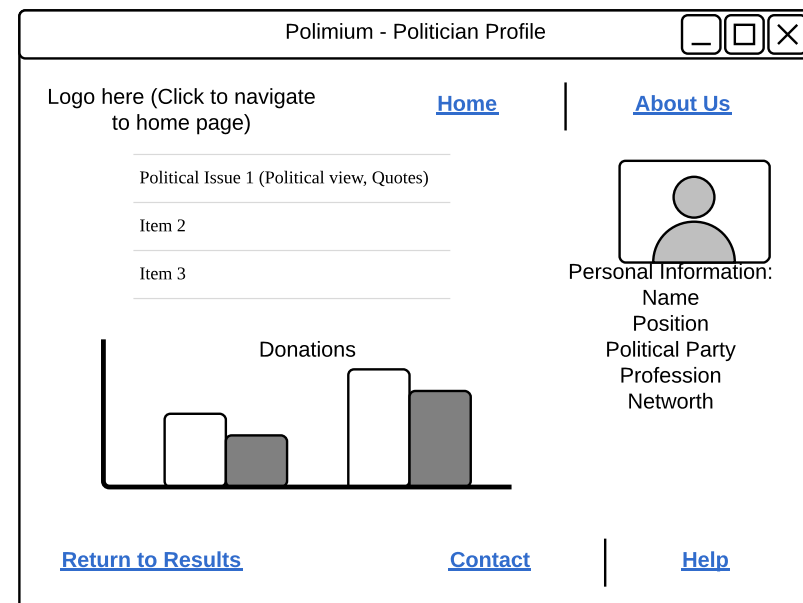 Polimium - Politician Profile
Logo here (Click to navigate
to home page)
Home
About Us
Political Issue 1 (Political view, Quotes)
Item 2
Item 3
Personal Information:
Name
Position
Political Party
Profession
Networth
Donations
Return to Results
Contact
Help